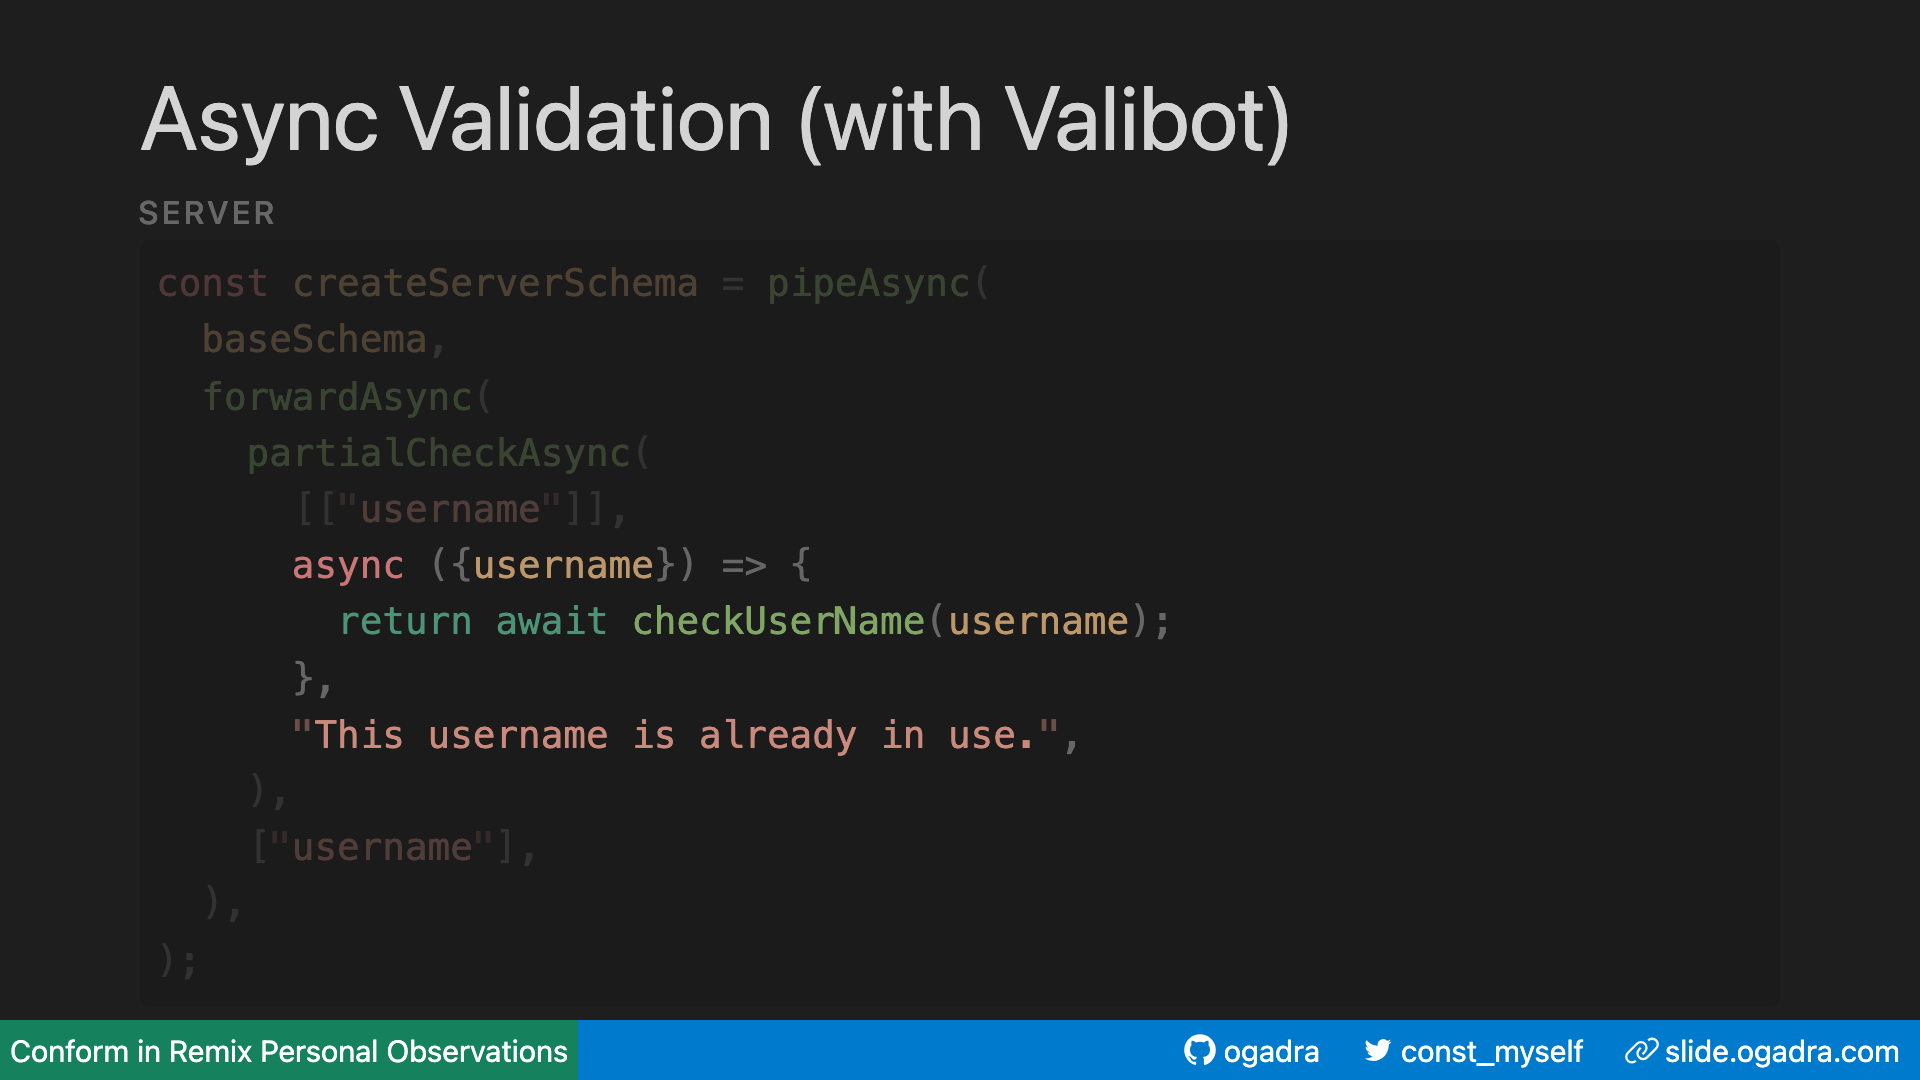 Async Validation (with Valibot)
SERVER
const createServerSchema = pipeAsync(
  baseSchema,
  forwardAsync(
    partialCheckAsync(
      [["username"]],
      async ({username}) => {
        return await checkUserName(username);
      },
      "This username is already in use.",
    ),
    ["username"],
  ),
);
Conform in Remix Personal Observations
ogadra
const_myself
slide.ogadra.com